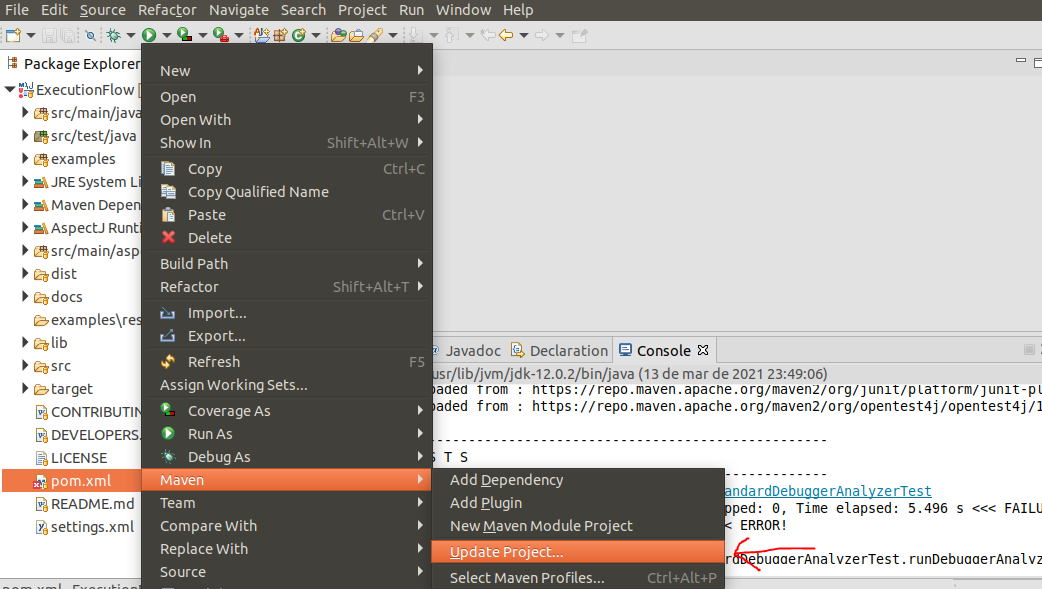 File Edit Source Refactor Navigate Search Project Run Window Help
Package Explorer
ExecutionFlow
src/main/java
src/test/java
examples
JRE System Li
Maven Depen
AspectJ Runti
src/main/asp
dist
docs
examples\res
lib
src
target
CONTRIBUTIN
DEVELOPERS.
LICENSE
pom.xml
README.md
settings.xml
New
Open F3
Open With
Show In Shift+Alt+W
Copy Ctrl+C
Copy Qualified Name
Paste Ctrl+V
Delete
Build Path
Refactor Shift+Alt+T
Import...
Export...
Refresh F5
Assign Working Sets...
Coverage As
Run As
Debug As
Maven
Team
Compare With
Replace With
Source
Add Dependency
Add Plugin
New Maven Module Project
Update Project...
Select Maven Profiles... Ctrl+Alt+P
Javadoc Declaration Console
usr/lib/jvm/jdk-12.0.2/bin/java (13 de mar de 2021 23:49:06)
oaded from : https://repo.maven.apache.org/maven2/org/junit/platform/junit-pl
oaded from : https://repo.maven.apache.org/maven2/org/opentest4j/opentest4j/1
-------------------------------------------------
S T S
-------------------------------------------------
andardDebuggerAnalyzerTest
pped: 0, Time elapsed: 5.496 s <<< FAILU
< ERROR!
rdDebuggerAnalyzerTest.runDebuggerAnalyz